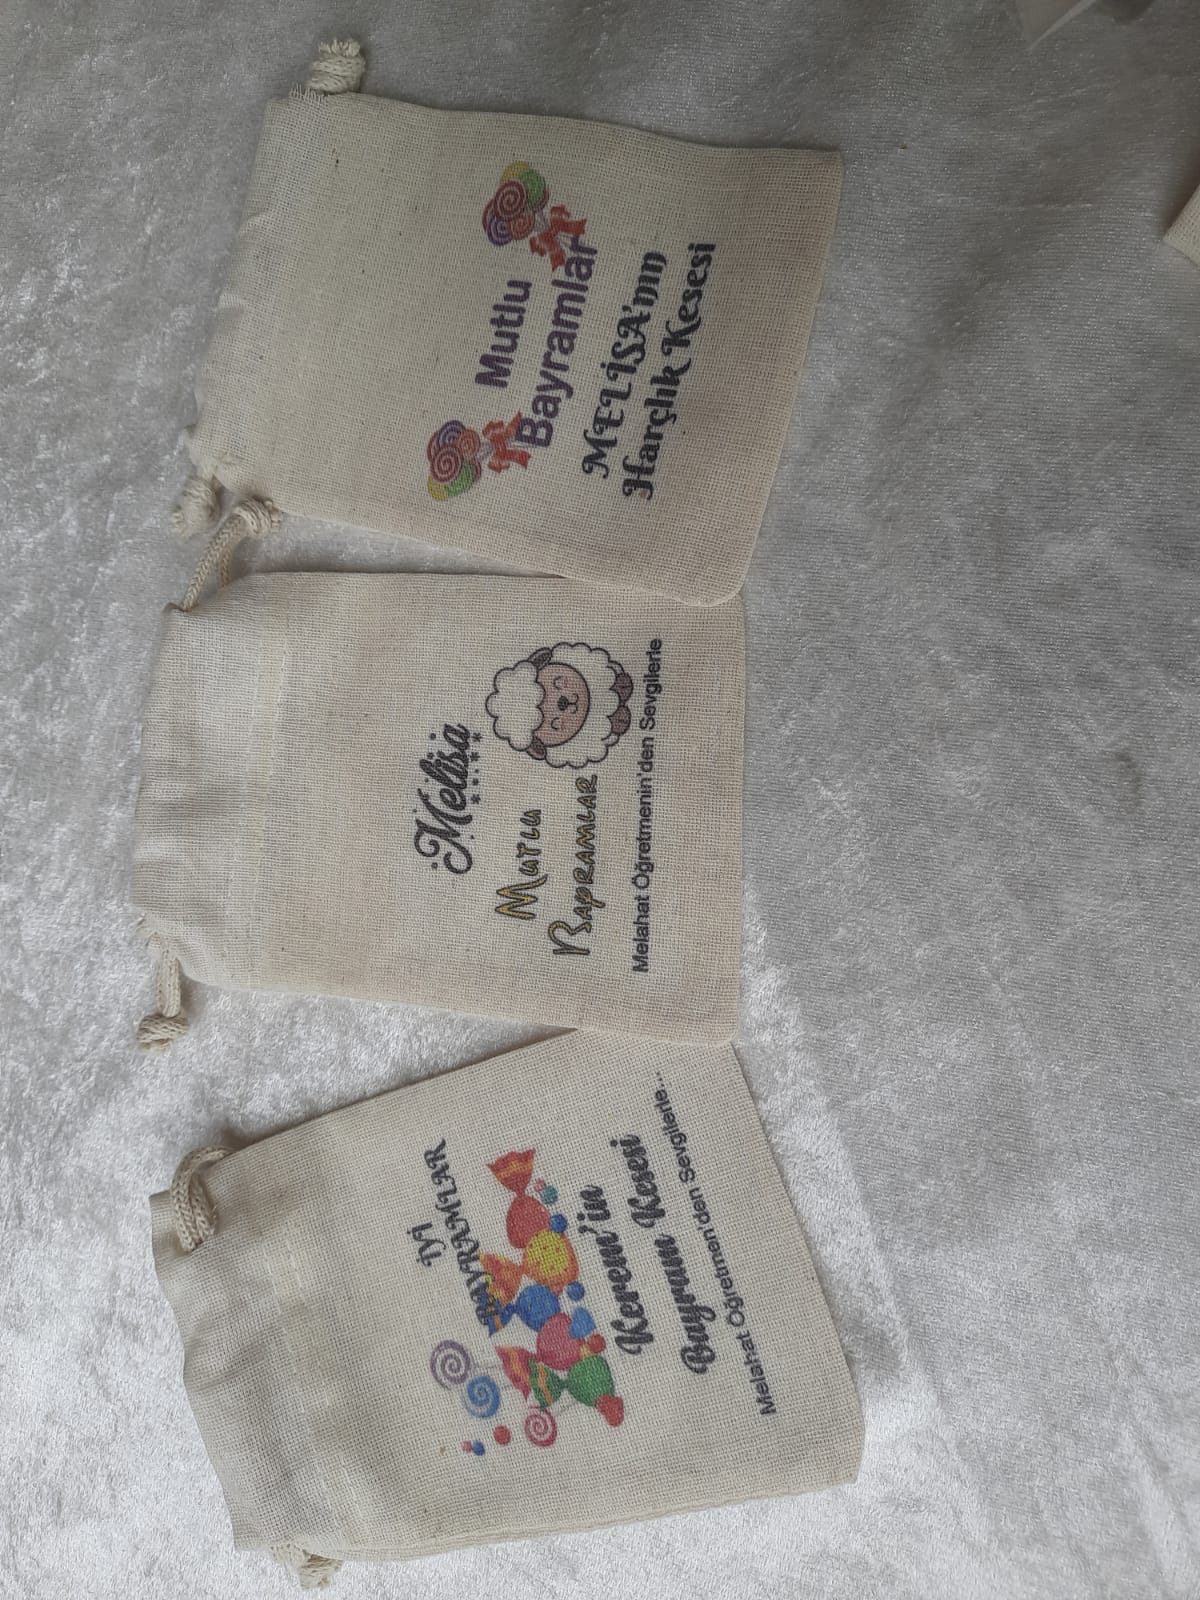 Mutlu
Bayramlar
MELİSA'nın
Harçlık Kesesi
Melisa
Mutlu
Bayramlar
Melahat Öğretmenin'den Sevgilerle
İYİ
BAYRAMLAR
Kerem'in
Bayram Kesesi
Melahat Öğretmen'den Sevgilerle...